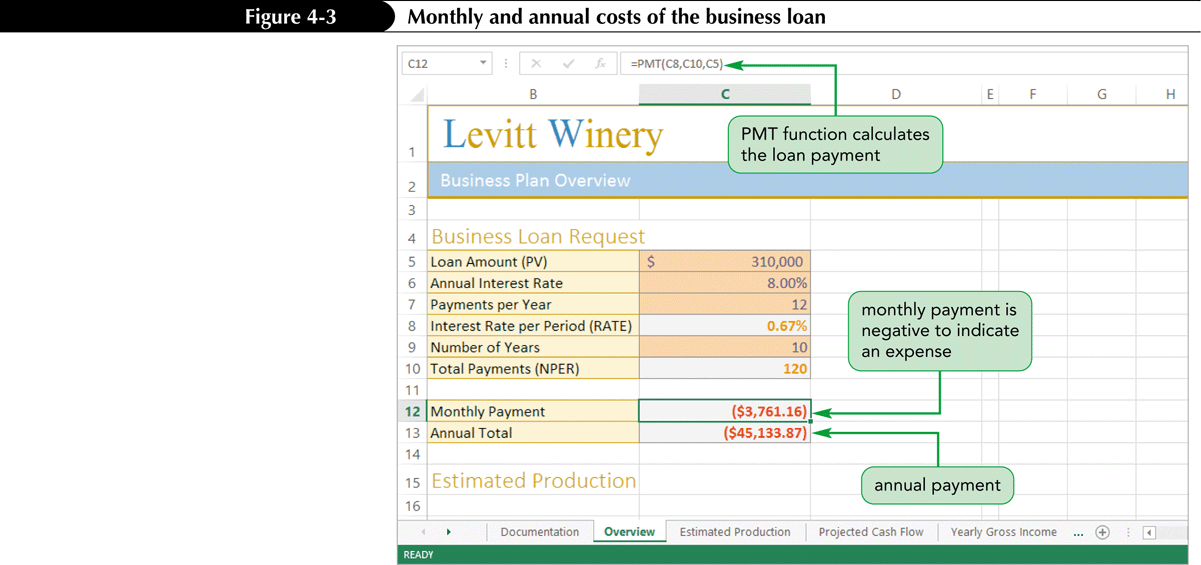 Figure 4-3 Monthly and annual costs of the business loan
C12 fx =PMT(C8,C10,C5)
B C D E F G H
PMT function calculates
the loan payment
1 Levitt Winery
2 Business Plan Overview
3
4 Business Loan Request
5 Loan Amount (PV) $ 310,000
6 Annual Interest Rate 8.00%
7 Payments per Year 12
8 Interest Rate per Period (RATE) 0.67%
9 Number of Years 10
10 Total Payments (NPER) 120
monthly payment is
negative to indicate
an expense
11
12 Monthly Payment ($3,761.16)
13 Annual Total ($45,133.87)
14
15 Estimated Production
annual payment
16
Documentation Overview Estimated Production Projected Cash Flow Yearly Gross Income ...
READY